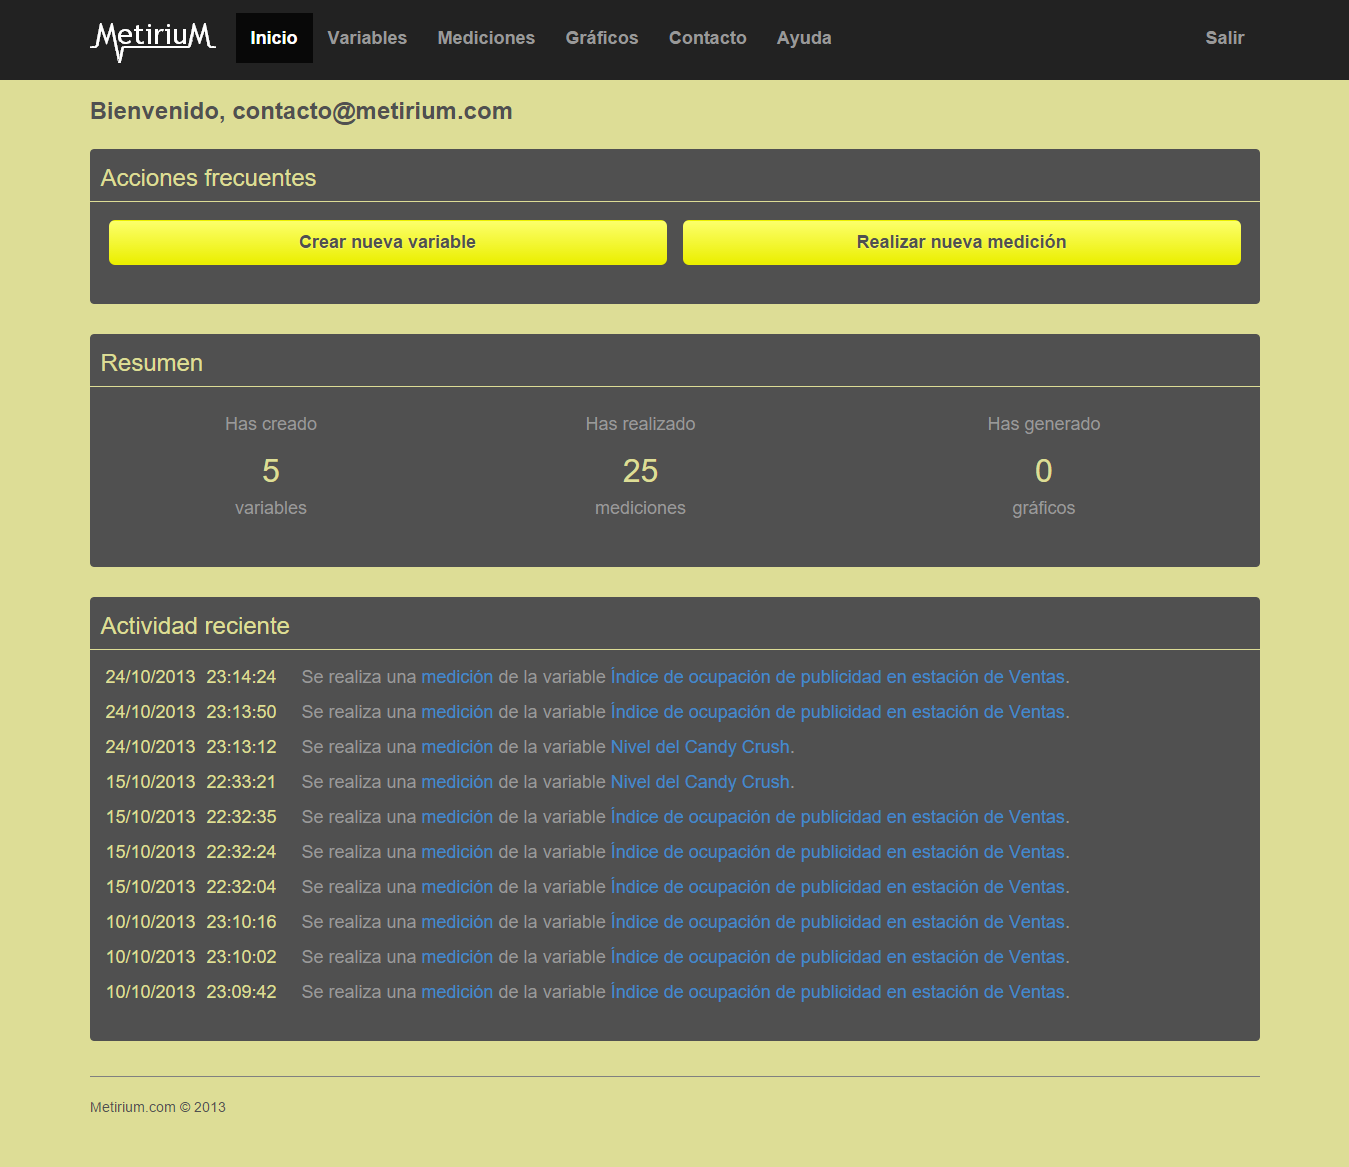 MetiriuM Inicio Variables Mediciones Gráficos Contacto Ayuda Salir
Bienvenido, contacto@metirium.com
Acciones frecuentes
Crear nueva variable Realizar nueva medición
Resumen
Has creado Has realizado Has generado
5 25 0
variables mediciones gráficos
Actividad reciente
24/10/2013 23:14:24 Se realiza una medición de la variable Índice de ocupación de publicidad en estación de Ventas.
24/10/2013 23:13:50 Se realiza una medición de la variable Índice de ocupación de publicidad en estación de Ventas.
24/10/2013 23:13:12 Se realiza una medición de la variable Nivel del Candy Crush.
15/10/2013 22:33:21 Se realiza una medición de la variable Nivel del Candy Crush.
15/10/2013 22:32:35 Se realiza una medición de la variable Índice de ocupación de publicidad en estación de Ventas.
15/10/2013 22:32:24 Se realiza una medición de la variable Índice de ocupación de publicidad en estación de Ventas.
15/10/2013 22:32:04 Se realiza una medición de la variable Índice de ocupación de publicidad en estación de Ventas.
10/10/2013 23:10:16 Se realiza una medición de la variable Índice de ocupación de publicidad en estación de Ventas.
10/10/2013 23:10:02 Se realiza una medición de la variable Índice de ocupación de publicidad en estación de Ventas.
10/10/2013 23:09:42 Se realiza una medición de la variable Índice de ocupación de publicidad en estación de Ventas.
Metirium.com © 2013